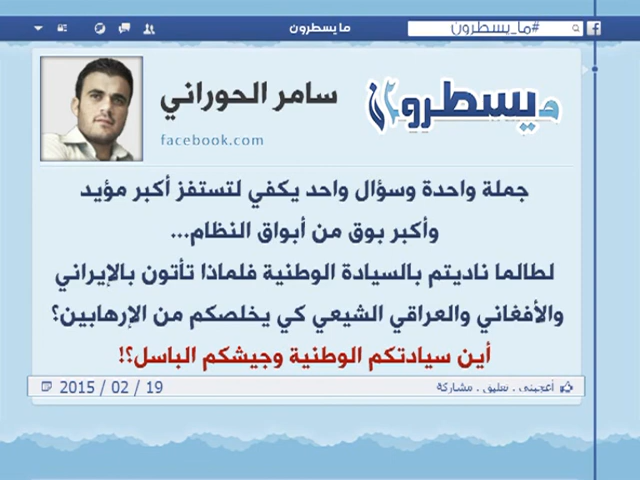 ما يسطرون
#ما_يسطرون
سامر الحوراني
ما يسطرون
facebook.com
جملة واحدة وسؤال واحد يكفي لتستفز أكبر مؤيد
وأكبر بوق من أبواق النظام...
لطالما ناديتم بالسيادة الوطنية فلماذا تأتون بالإيراني
والأفغاني والعراقي الشيعي كي يخلصكم من الإرهابين؟
أين سيادتكم الوطنية وجيشكم الباسل؟!
أعجبني . تعليق . مشاركة
2015 / 02 / 19